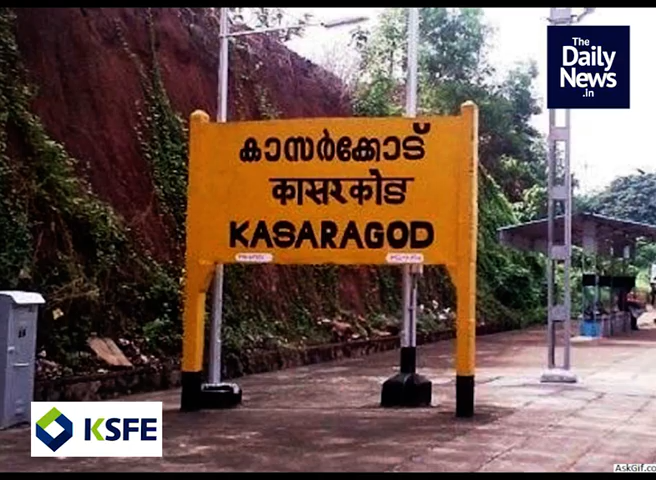 The
Daily
News
.in
കാസർക്കോട്
कासरकोड
KASARAGOD
KSFE
AskGif.co